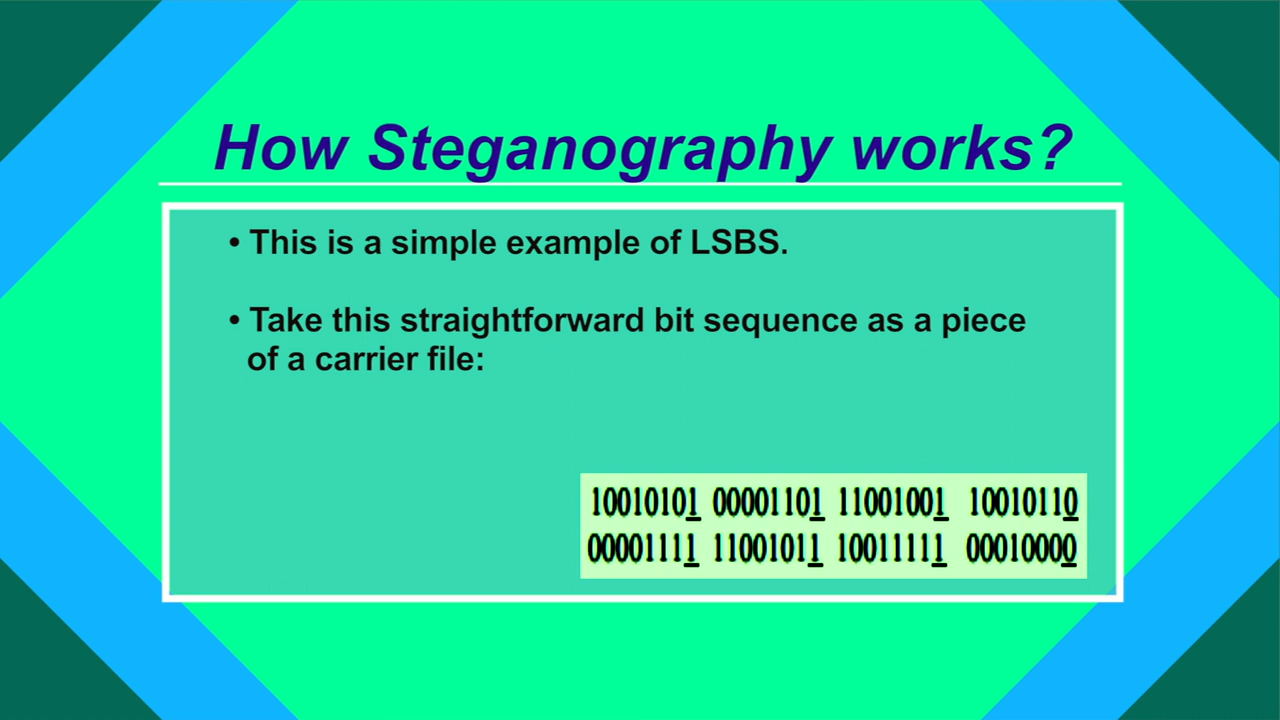 How Steganography works?
• This is a simple example of LSBS.
• Take this straightforward bit sequence as a piece
of a carrier file:
10010101 00001101 11001001 10010110
00001111 11001011 10011111 00010000